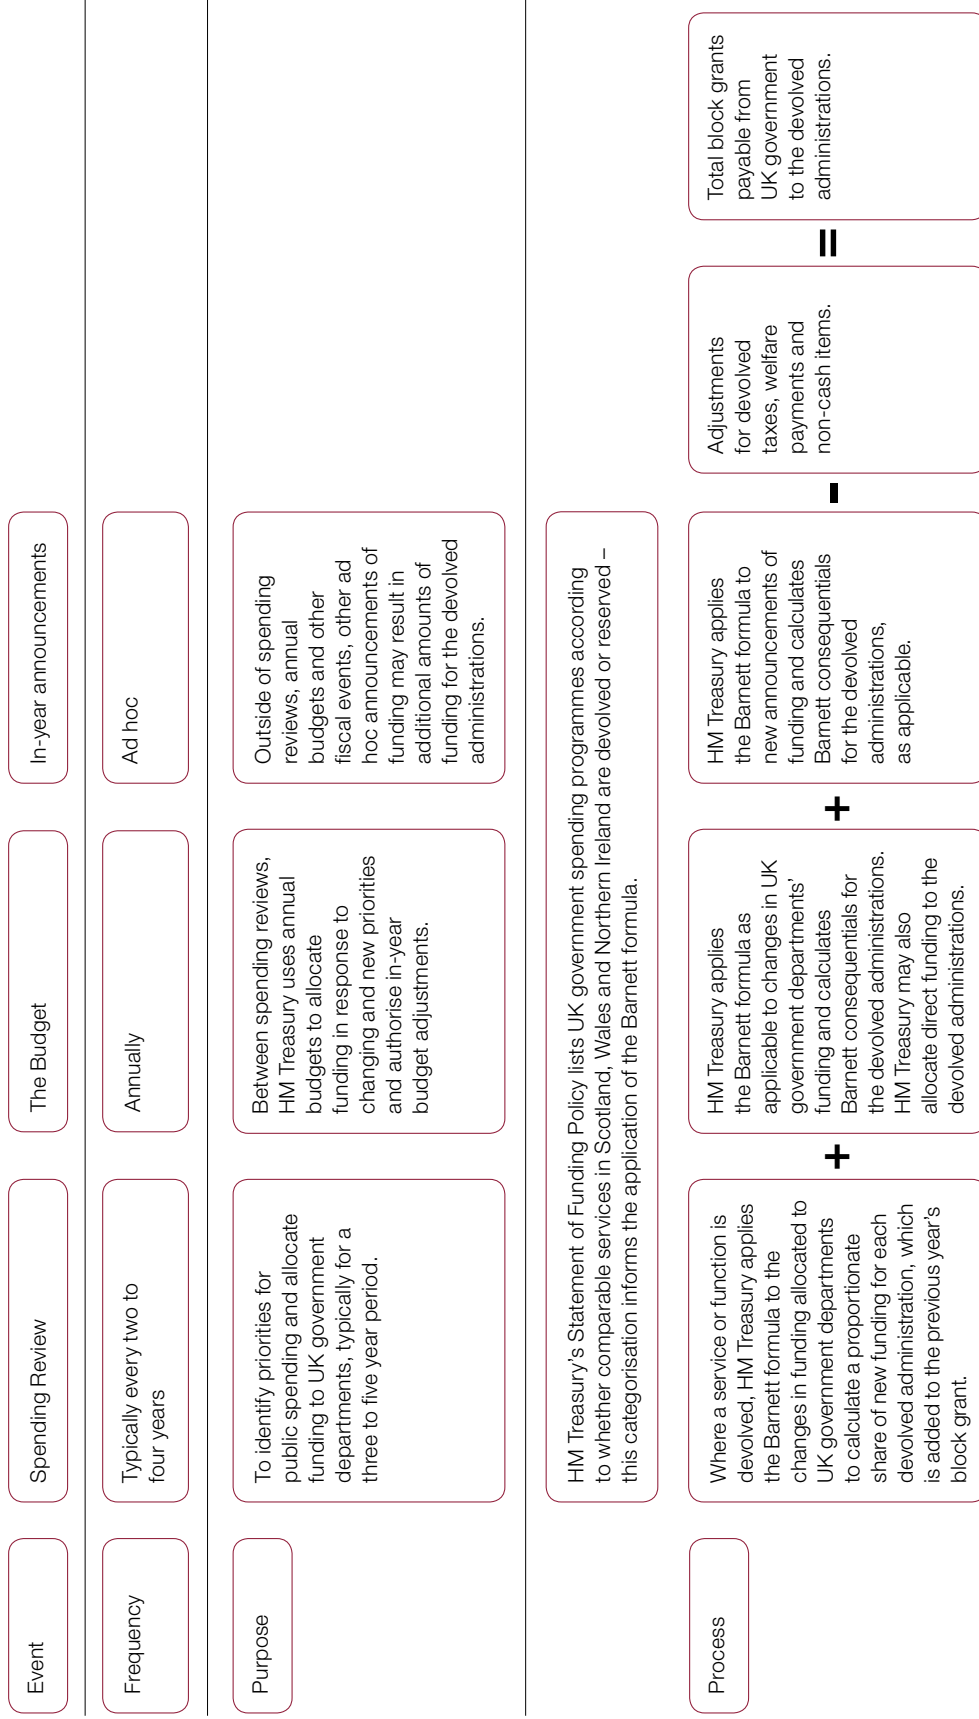 Event
Spending Review
The Budget
In-year announcements
Frequency
Typically every two to
four years
Annually
Ad hoc
Purpose
To identify priorities for
public spending and allocate
funding to UK government
departments, typically for a
three to five year period.
Between spending reviews,
HM Treasury uses annual
budgets to allocate
funding in response to
changing and new priorities
and authorise in-year
budget adjustments.
Outside of spending
reviews, annual
budgets and other
fiscal events, other ad
hoc announcements of
funding may result in
additional amounts of
funding for the devolved
administrations.
HM Treasury's Statement of Funding Policy lists UK government spending programmes according
to whether comparable services in Scotland, Wales and Northern Ireland are devolved or reserved –
this categorisation informs the application of the Barnett formula.
Process
Where a service or function is
devolved, HM Treasury applies
the Barnett formula to the
changes in funding allocated to
UK government departments
to calculate a proportionate
share of new funding for each
devolved administration, which
is added to the previous year's
block grant.
+
HM Treasury applies
the Barnett formula as
applicable to changes in UK
government departments'
funding and calculates
Barnett consequentials for
the devolved administrations.
HM Treasury may also
allocate direct funding to the
devolved administrations.
+
HM Treasury applies
the Barnett formula to
new announcements of
funding and calculates
Barnett consequentials
for the devolved
administrations,
as applicable.
-
Adjustments
for devolved
taxes, welfare
payments and
non-cash items.
=
Total block grants
payable from
UK government
to the devolved
administrations.